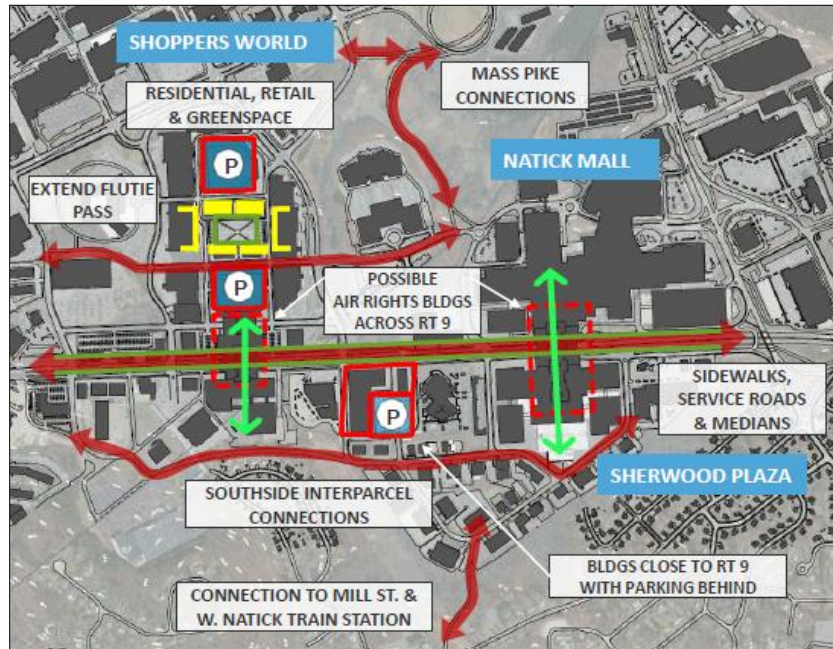 SHOPPERS WORLD
RESIDENTIAL, RETAIL
& GREENSPACE
MASS PIKE
CONNECTIONS
NATICK MALL
P
EXTEND FLUTIE
PASS
P
POSSIBLE
AIR RIGHTS BLDGS
ACROSS RT 9
SIDEWALKS,
SERVICE ROADS
& MEDIANS
P
SHERWOOD PLAZA
SOUTHSIDE INTERPARCEL
CONNECTIONS
BLDGS CLOSE TO RT 9
WITH PARKING BEHIND
CONNECTION TO MILL ST. &
W. NATICK TRAIN STATION